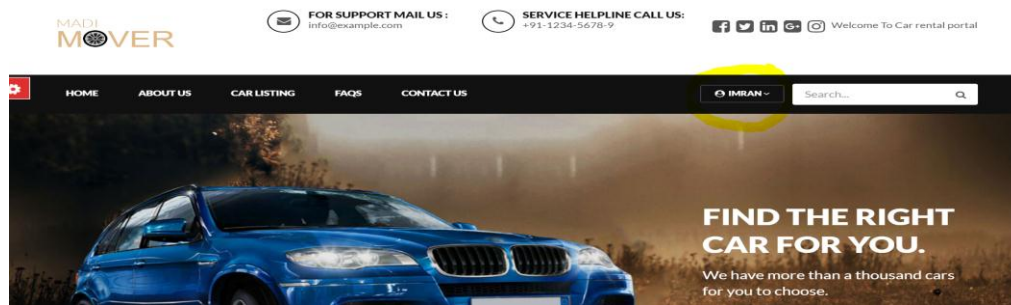 MADI
MOVER
FOR SUPPORT MAIL US :
info@example.com
SERVICE HELPLINE CALL US:
+91-1234-5678-9
Welcome To Car rental portal
HOME ABOUT US CAR LISTING FAQS CONTACT US IMRAN Search...
FIND THE RIGHT
CAR FOR YOU.
We have more than a thousand cars
for you to choose.